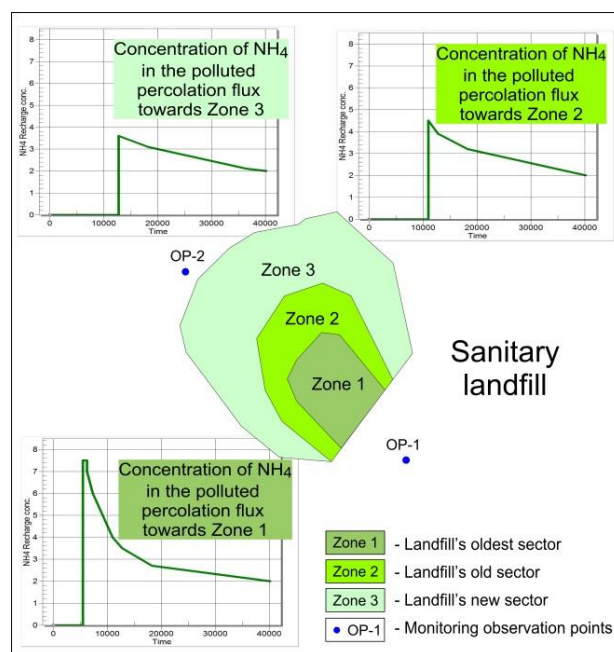 Concentration of NH4
in the polluted
percolation flux
towards Zone 3
NH4 Recharge conc.
8
7
6
5
4
3
2
1
0
0 10000 20000 30000 40000
Time
Concentration of NH4
in the polluted
percolation flux
towards Zone 2
NH4 Recharge conc.
8
7
6
5
4
3
2
1
0
0 10000 20000 30000 40000
Time
OP-2
Zone 3
Zone 2
Zone 1
Sanitary
landfill
OP-1
Concentration of NH4
in the polluted
percolation flux
towards Zone 1
NH4 Recharge conc.
8
7
6
5
4
3
2
1
0
0 10000 20000 30000 40000
Time
Zone 1 - Landfill's oldest sector
Zone 2 - Landfill's old sector
Zone 3 - Landfill's new sector
OP-1 - Monitoring observation points